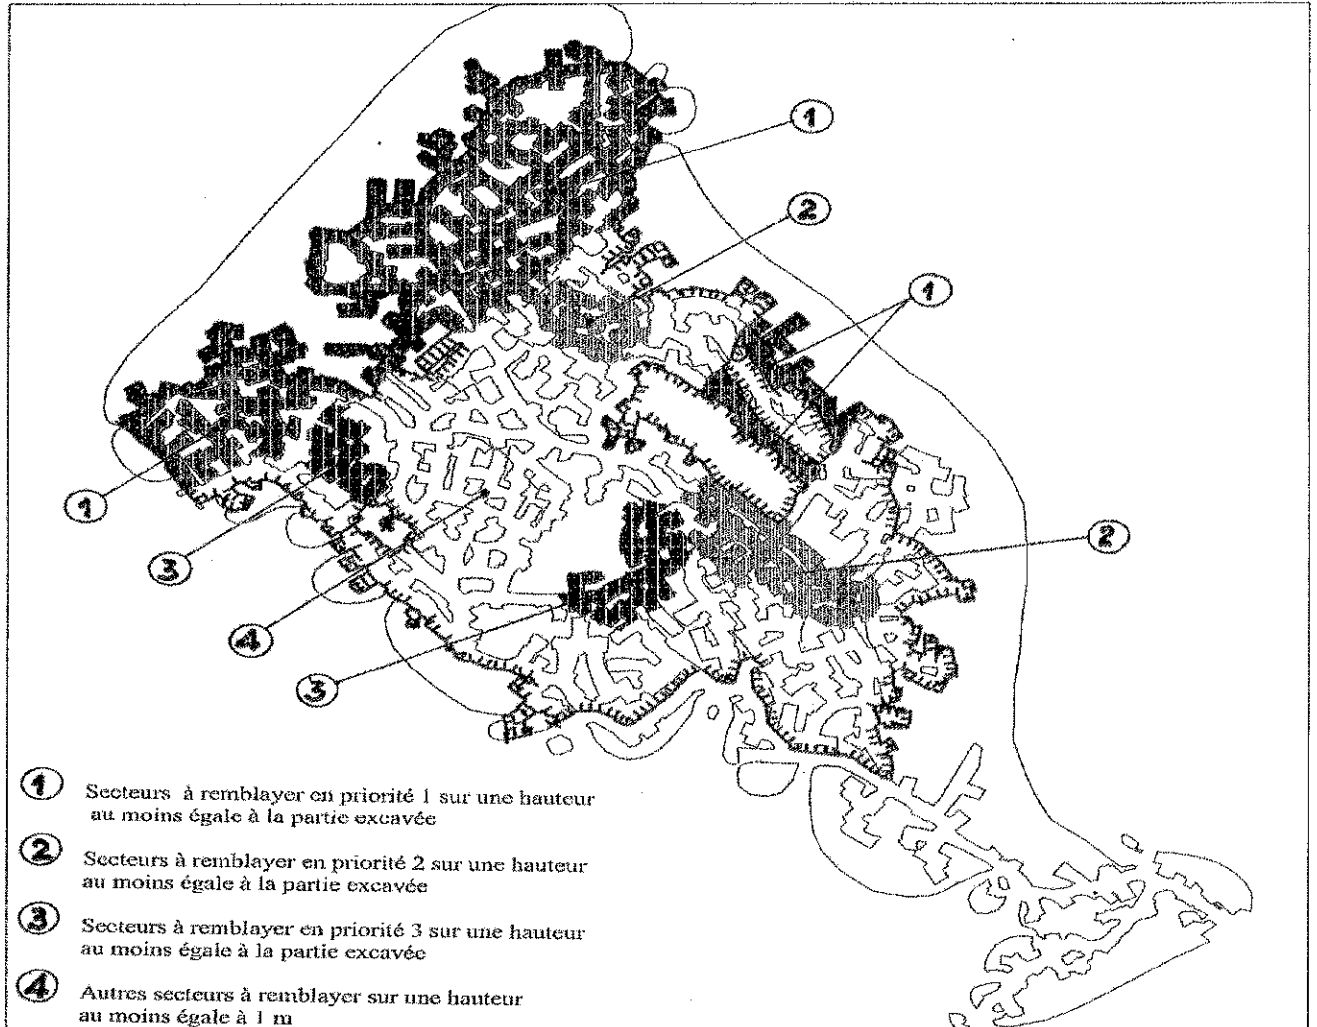 1
2
1
1
2
3
4
3
1 Secteurs à remblayer en priorité 1 sur une hauteur
au moins égale à la partie excavée
2 Secteurs à remblayer en priorité 2 sur une hauteur
au moins égale à la partie excavée
3 Secteurs à remblayer en priorité 3 sur une hauteur
au moins égale à la partie excavée
4 Autres secteurs à remblayer sur une hauteur
au moins égale à 1 m